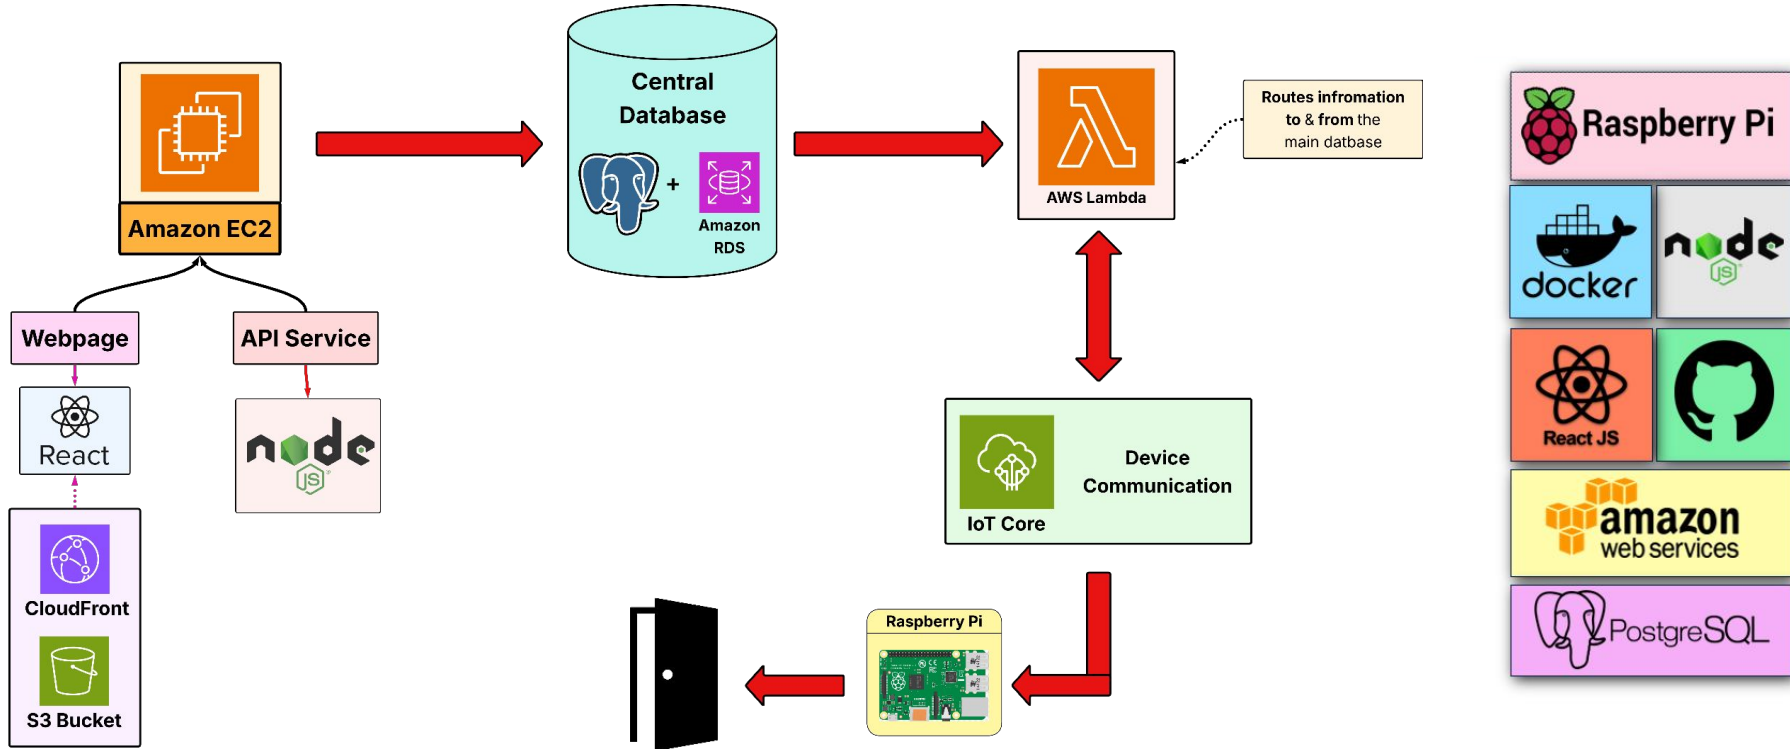 Amazon EC2
Webpage
API Service
React
node
JS
CloudFront
S3 Bucket
Central
Database
+
Amazon
RDS
AWS Lambda
Routes infromation
to & from the
main datbase
IoT Core
Device
Communication
Raspberry Pi
Raspberry Pi
docker
node
JS
React JS
amazon
web services
PostgreSQL